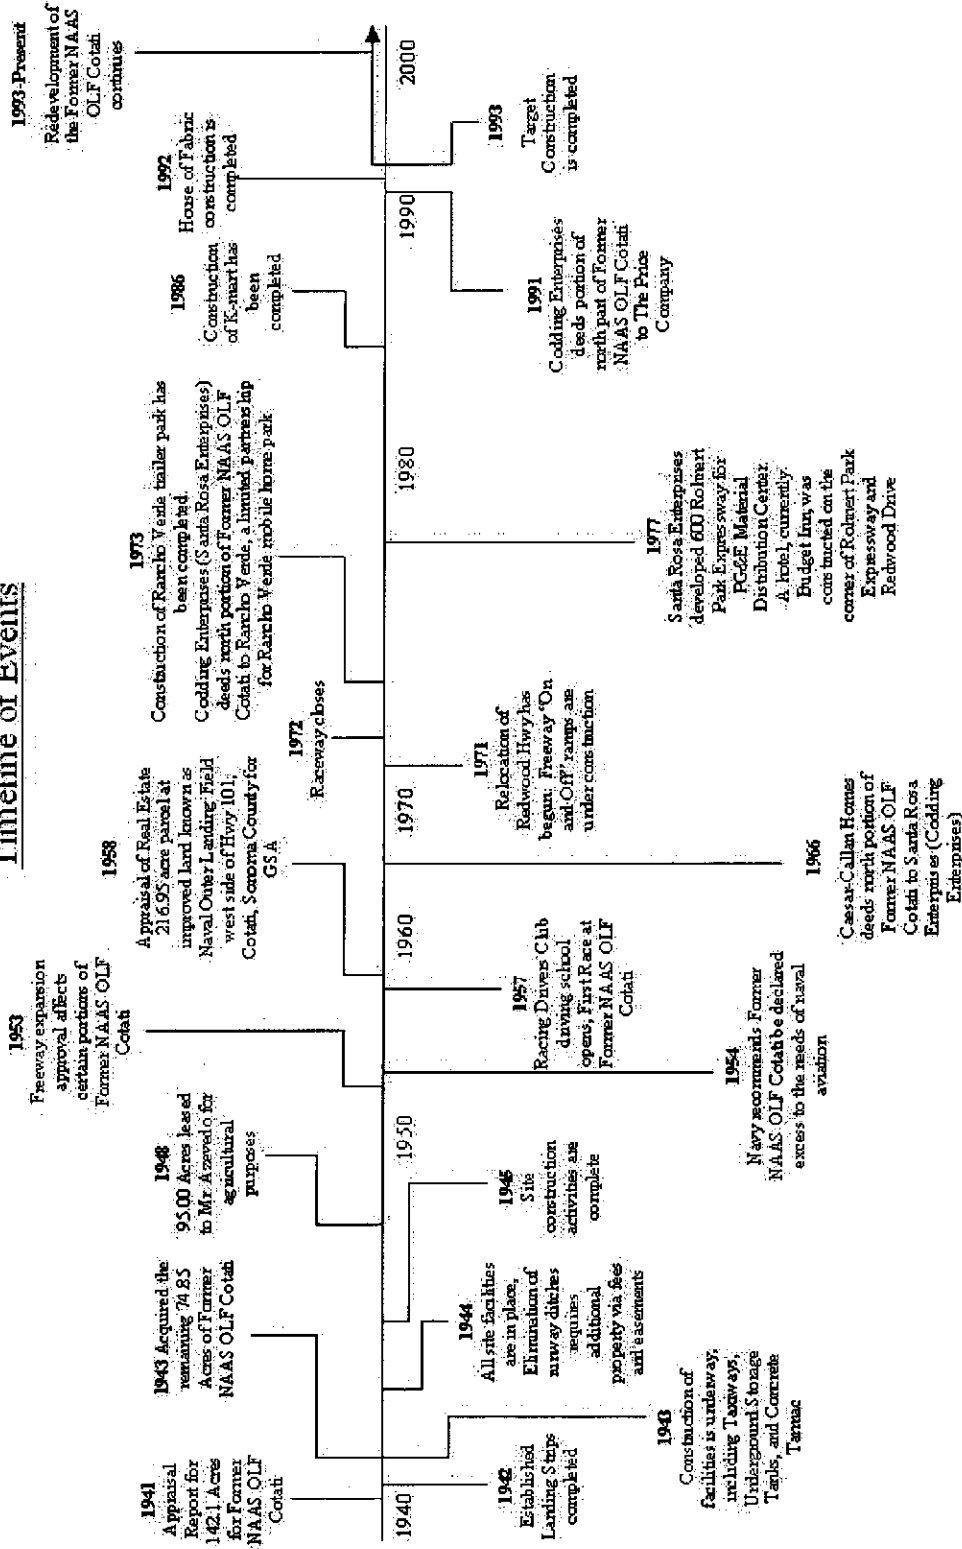 Timeline of Events
1941
Appraisal
Report for
142.1 Acres
for Former
NAAS OLF
Cotati
1943 Acquired the
remaining 74.85
Acres of Former
NAAS OLF Cotati
1948
95.00 Acres leased
to Mr. Azevedo for
agricultural
purposes
1953
Freeway expansion
approval affects
certain portions of
Former NAAS OLF
Cotati
1958
Appraisal of Real Estate
216.95 acre parcel at
improved land known as
Naval Outer Landing Field
west side of Hwy 101,
Cotati, Sonoma County for
GSA
1972
Raceway closes
1973
Construction of Rancho Verde trailer park has
been completed.
Codding Enterprises (Santa Rosa Enterprises)
deeds north portion of Former NAAS OLF
Cotati to Rancho Verde, a limited partnership
for Rancho Verde mobile home park
1986
Construction
of K-mart has
been
completed
1992
House of Fabric
construction is
completed
1993-Present
Redevelopment of
the Former NAAS
OLF Cotati
continues
1940
1950
1960
1970
1980
1990
2000
1942
Established
Landing Strips
completed
1943
Construction of
facilities is underway,
including Taxiways,
Underground Storage
Tanks, and Concrete
Tarmac
1944
All site facilities
are in place,
Elimination of
runway ditches
requires
additional
property via fees
and easements
1945
Site
construction
activities are
complete
1954
Navy recommends Former
NAAS OLF Cotati be declared
excess to the needs of naval
aviation
1957
Racing Drivers Club
driving school
opens, First Race at
Former NAAS OLF
Cotati
1966
Caesar-Callan Homes
deeds north portion of
Former NAAS OLF
Cotati to Santa Rosa
Enterprises (Codding
Enterprises)
1971
Relocation of
Redwood Hwy has
begun. Freeway "On
and Off" ramps are
under construction
1977
Santa Rosa Enterprises
developed 600 Rohnert
Park Expressway for
PG&E Material
Distribution Center.
A hotel, currently
Budget Inn, was
constructed on the
corner of Rohnert Park
Expressway and
Redwood Drive
1991
Codding Enterprises
deeds portion of
north part of Former
NAAS OLF Cotati
to The Price
Company
1993
Target
Construction
is completed